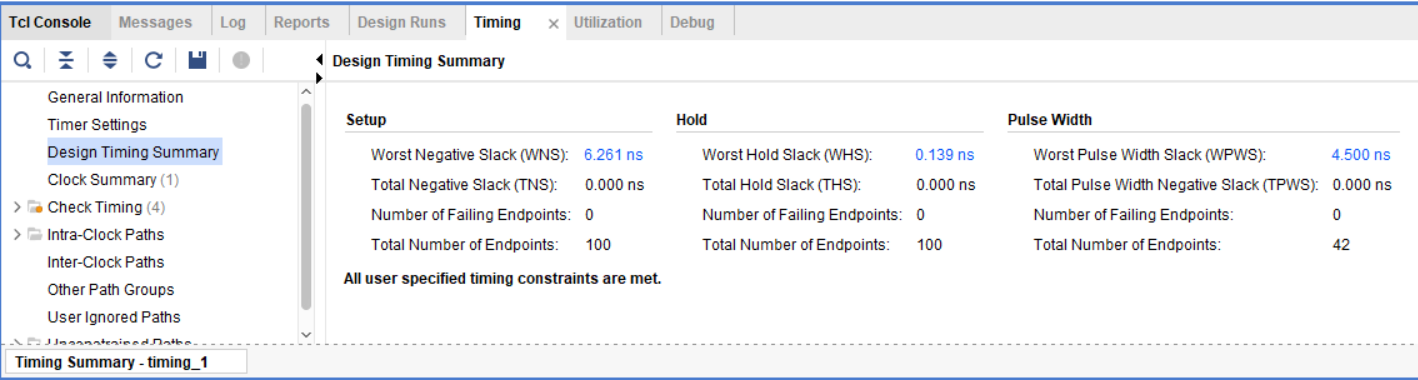 Tcl Console Messages Log Reports Design Runs Timing × Utilization Debug
Design Timing Summary
General Information
Timer Settings
Design Timing Summary
Clock Summary (1)
Check Timing (4)
Intra-Clock Paths
Inter-Clock Paths
Other Path Groups
User Ignored Paths
Unconstrained Paths
Setup Hold Pulse Width
Worst Negative Slack (WNS): 6.261 ns Worst Hold Slack (WHS): 0.139 ns Worst Pulse Width Slack (WPWS): 4.500 ns
Total Negative Slack (TNS): 0.000 ns Total Hold Slack (THS): 0.000 ns Total Pulse Width Negative Slack (TPWS): 0.000 ns
Number of Failing Endpoints: 0 Number of Failing Endpoints: 0 Number of Failing Endpoints: 0
Total Number of Endpoints: 100 Total Number of Endpoints: 100 Total Number of Endpoints: 42
All user specified timing constraints are met.
Timing Summary - timing_1